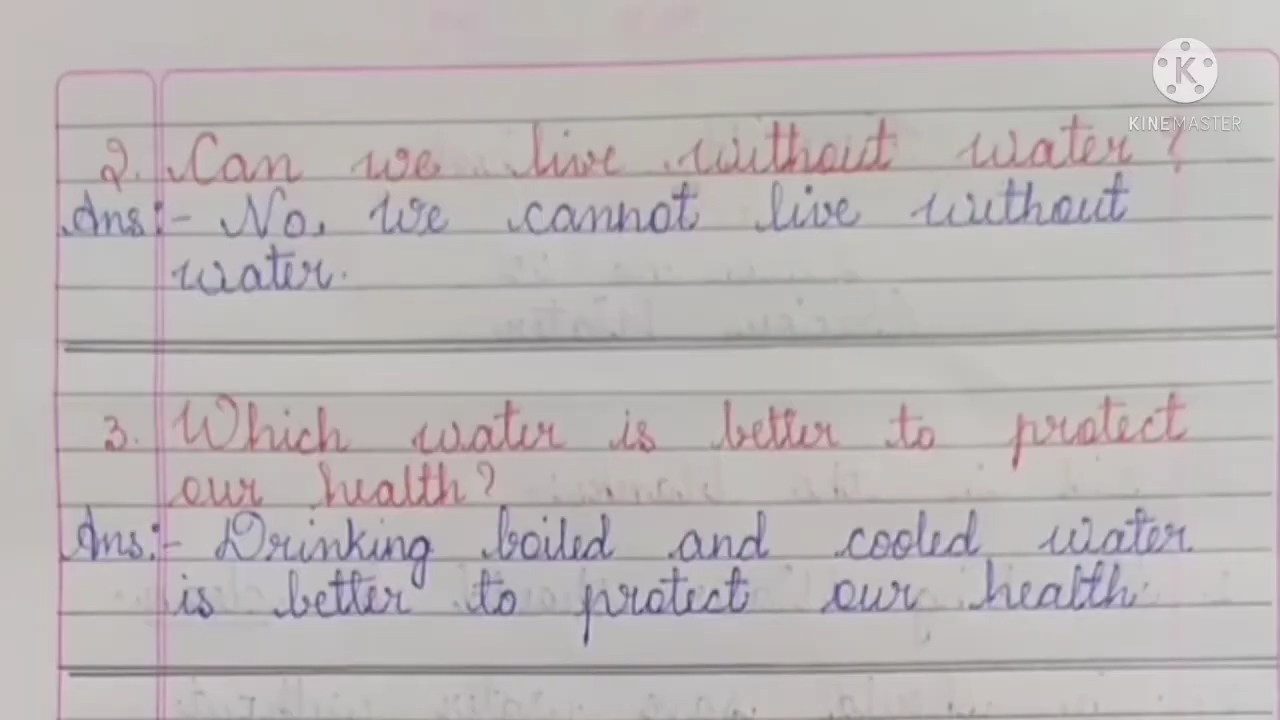 KINEMASTER
2. Can we live without water?
Ans:- No, we cannot live without
water.
3. Which water is better to protect
our health?
Ans:- Drinking boiled and cooled water
is better to protect our health.